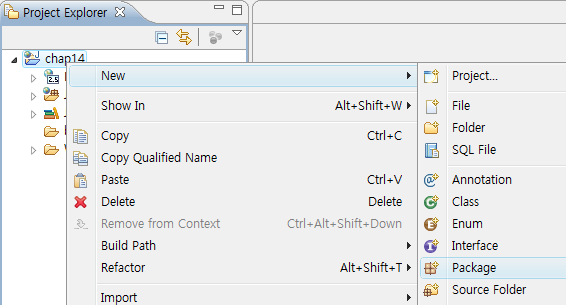 Project Explorer
chap14
2.5
New
Show In Alt+Shift+W
Copy Ctrl+C
Copy Qualified Name
Paste Ctrl+V
Delete Delete
Remove from Context Ctrl+Alt+Shift+Down
Build Path
Refactor Alt+Shift+T
Import
Project...
File
Folder
SQL File
Annotation
Class
Enum
Interface
Package
Source Folder